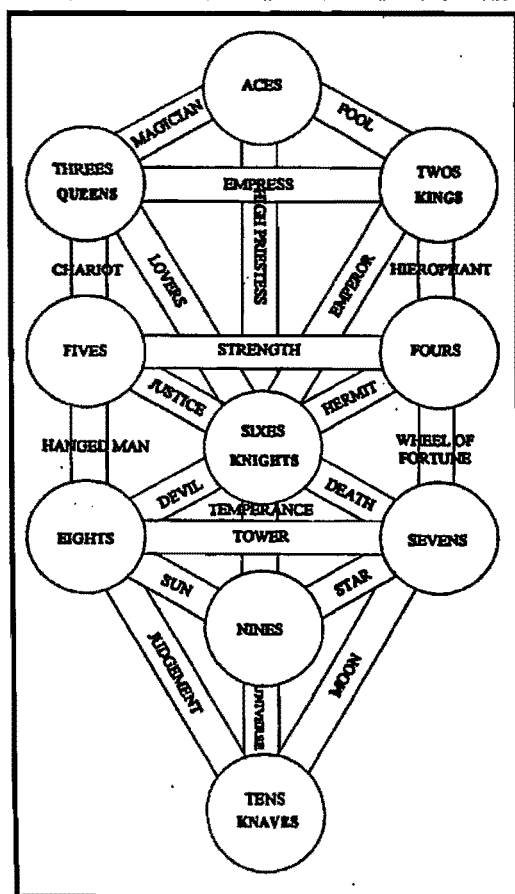 ACES
MAGICIAN
FOOL
THREES
QUEENS
EMPRESS
TWOS
KINGS
HIGH PRIESTESS
CHARIOT
LOVERS
EMPEROR
HIEROPHANT
FIVES
STRENGTH
FOURS
JUSTICE
HERMIT
SIXES
KNIGHTS
HANGED MAN
WHEEL OF
FORTUNE
DEVIL
DEATH
TEMPERANCE
EIGHTS
TOWER
SEVENS
SUN
STAR
NINES
JUDGEMENT
MOON
UNIVERSE
TENS
KNAVES